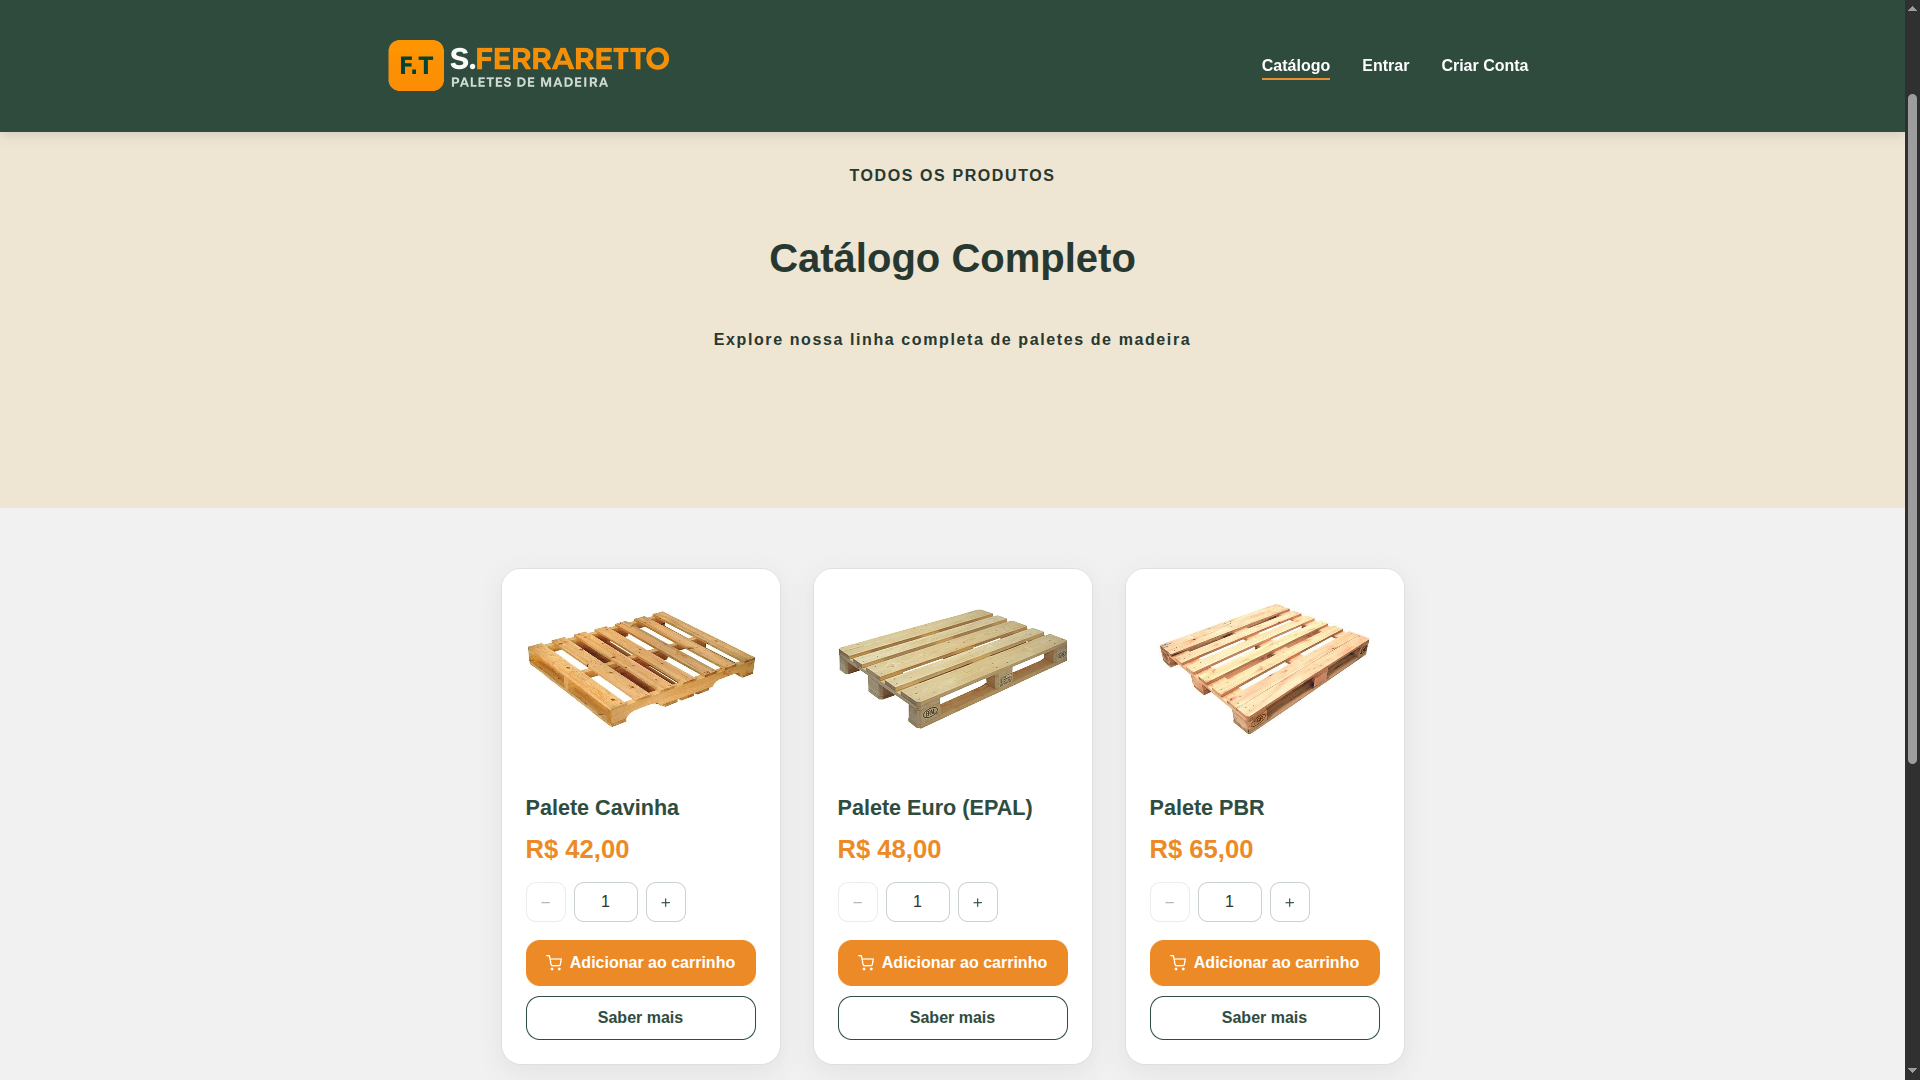 F.T
S.FERRARETTO
PALETES DE MADEIRA
Catálogo
Entrar
Criar Conta
TODOS OS PRODUTOS
Catálogo Completo
Explore nossa linha completa de paletes de madeira
Palete Cavinha
R$ 42,00
− 1 +
Adicionar ao carrinho
Saber mais
Palete Euro (EPAL)
R$ 48,00
− 1 +
Adicionar ao carrinho
Saber mais
Palete PBR
R$ 65,00
− 1 +
Adicionar ao carrinho
Saber mais